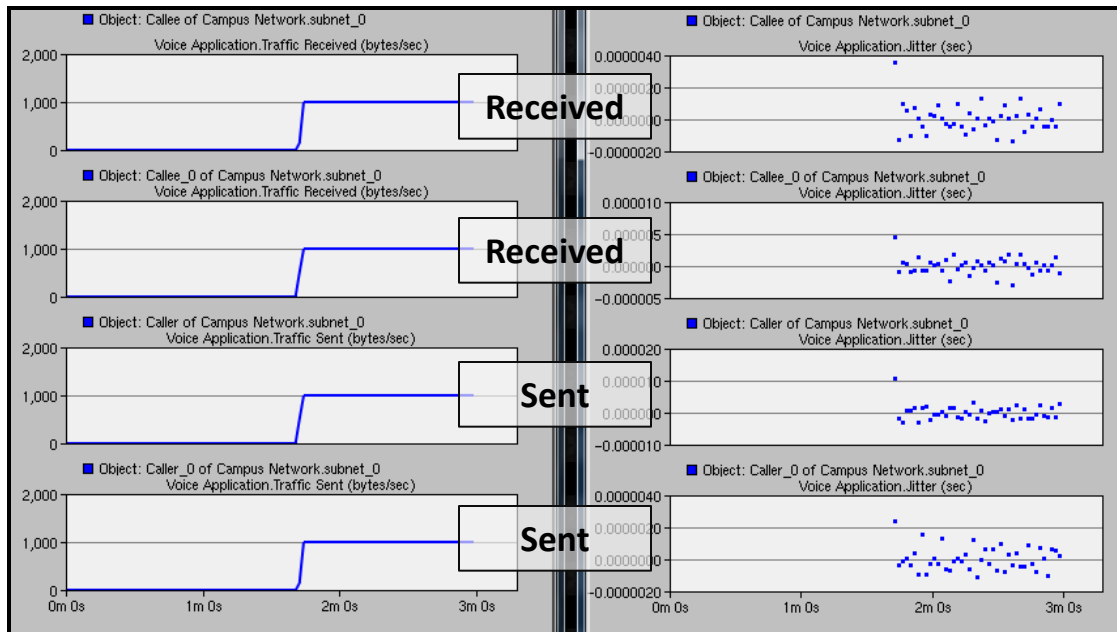 Object: Callee of Campus Network.subnet_0
Voice Application.Traffic Received (bytes/sec)
2,000
1,000
0
Object: Callee_0 of Campus Network.subnet_0
Voice Application.Traffic Received (bytes/sec)
2,000
1,000
0
Object: Caller of Campus Network.subnet_0
Voice Application.Traffic Sent (bytes/sec)
2,000
1,000
0
Object: Caller_0 of Campus Network.subnet_0
Voice Application.Traffic Sent (bytes/sec)
2,000
1,000
0
0m 0s
1m 0s
2m 0s
3m 0s
Received
Received
Sent
Sent
Object: Callee of Campus Network.subnet_0
Voice Application.Jitter (sec)
0.0000040
0.0000020
0.0000000
-0.0000020
Object: Callee_0 of Campus Network.subnet_0
Voice Application.Jitter (sec)
0.000010
0.000005
0.000000
-0.000005
Object: Caller of Campus Network.subnet_0
Voice Application.Jitter (sec)
0.000020
0.000010
0.000000
-0.000010
Object: Caller_0 of Campus Network.subnet_0
Voice Application.Jitter (sec)
0.0000040
0.0000020
0.0000000
-0.0000020
0m 0s
1m 0s
2m 0s
3m 0s